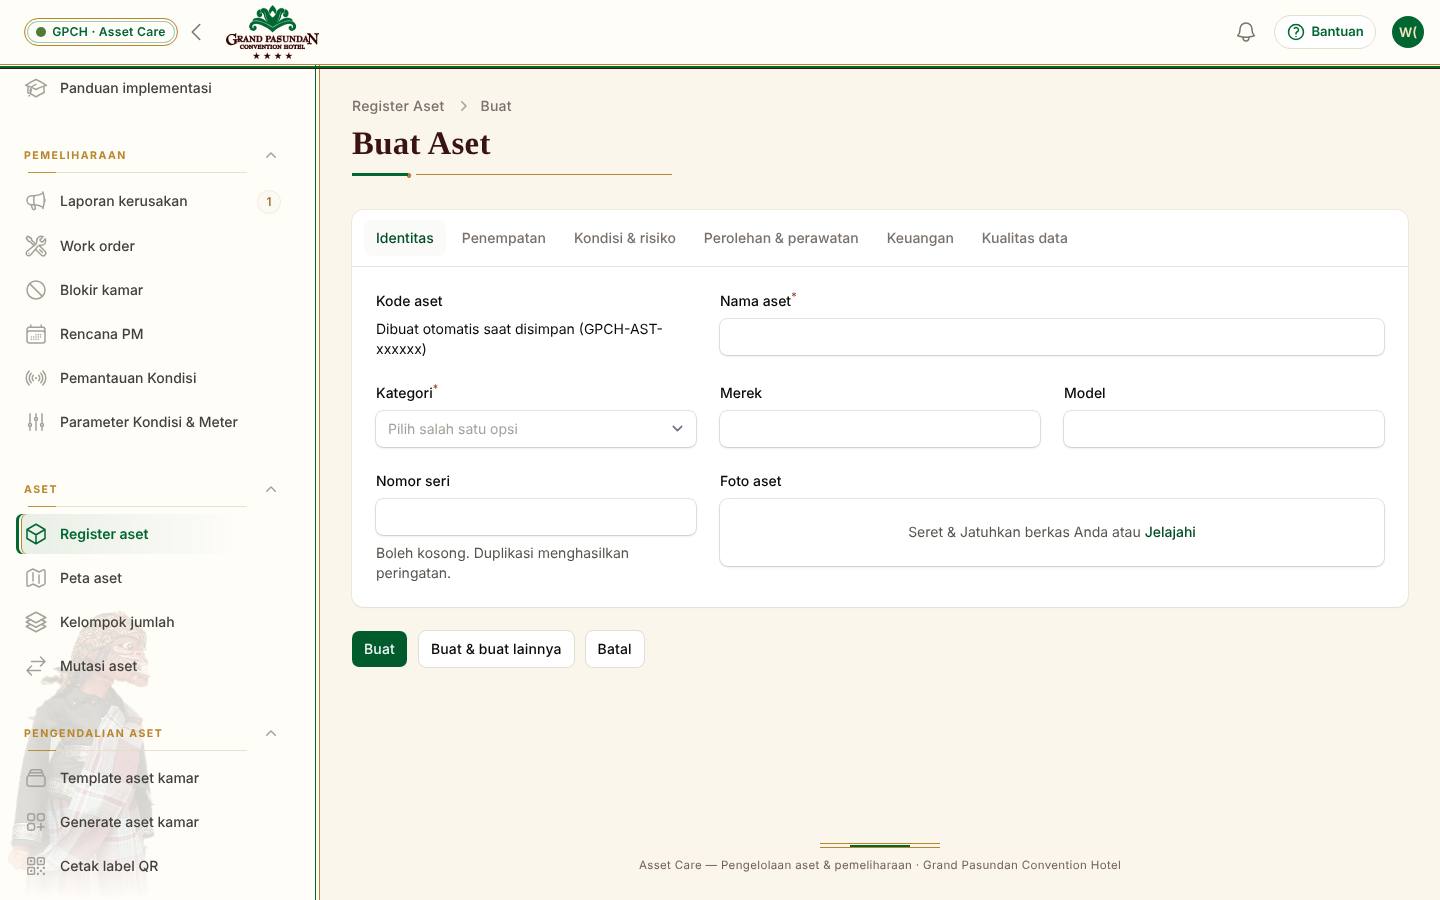 GPCH · Asset Care
GRAND PASUNDAN
CONVENTION HOTEL
Bantuan
W(
Panduan implementasi
PEMELIHARAAN
Laporan kerusakan
1
Work order
Blokir kamar
Rencana PM
Pemantauan Kondisi
Parameter Kondisi & Meter
ASET
Register aset
Peta aset
Kelompok jumlah
Mutasi aset
PENGENDALIAN ASET
Template aset kamar
Generate aset kamar
Cetak label QR
Register Aset > Buat
Buat Aset
Identitas Penempatan Kondisi & risiko Perolehan & perawatan Keuangan Kualitas data
Kode aset
Dibuat otomatis saat disimpan (GPCH-AST-
xxxxxx)
Nama aset*
Kategori*
Pilih salah satu opsi
Merek
Model
Nomor seri
Boleh kosong. Duplikasi menghasilkan
peringatan.
Foto aset
Seret & Jatuhkan berkas Anda atau Jelajahi
Buat
Buat & buat lainnya
Batal
Asset Care — Pengelolaan aset & pemeliharaan · Grand Pasundan Convention Hotel